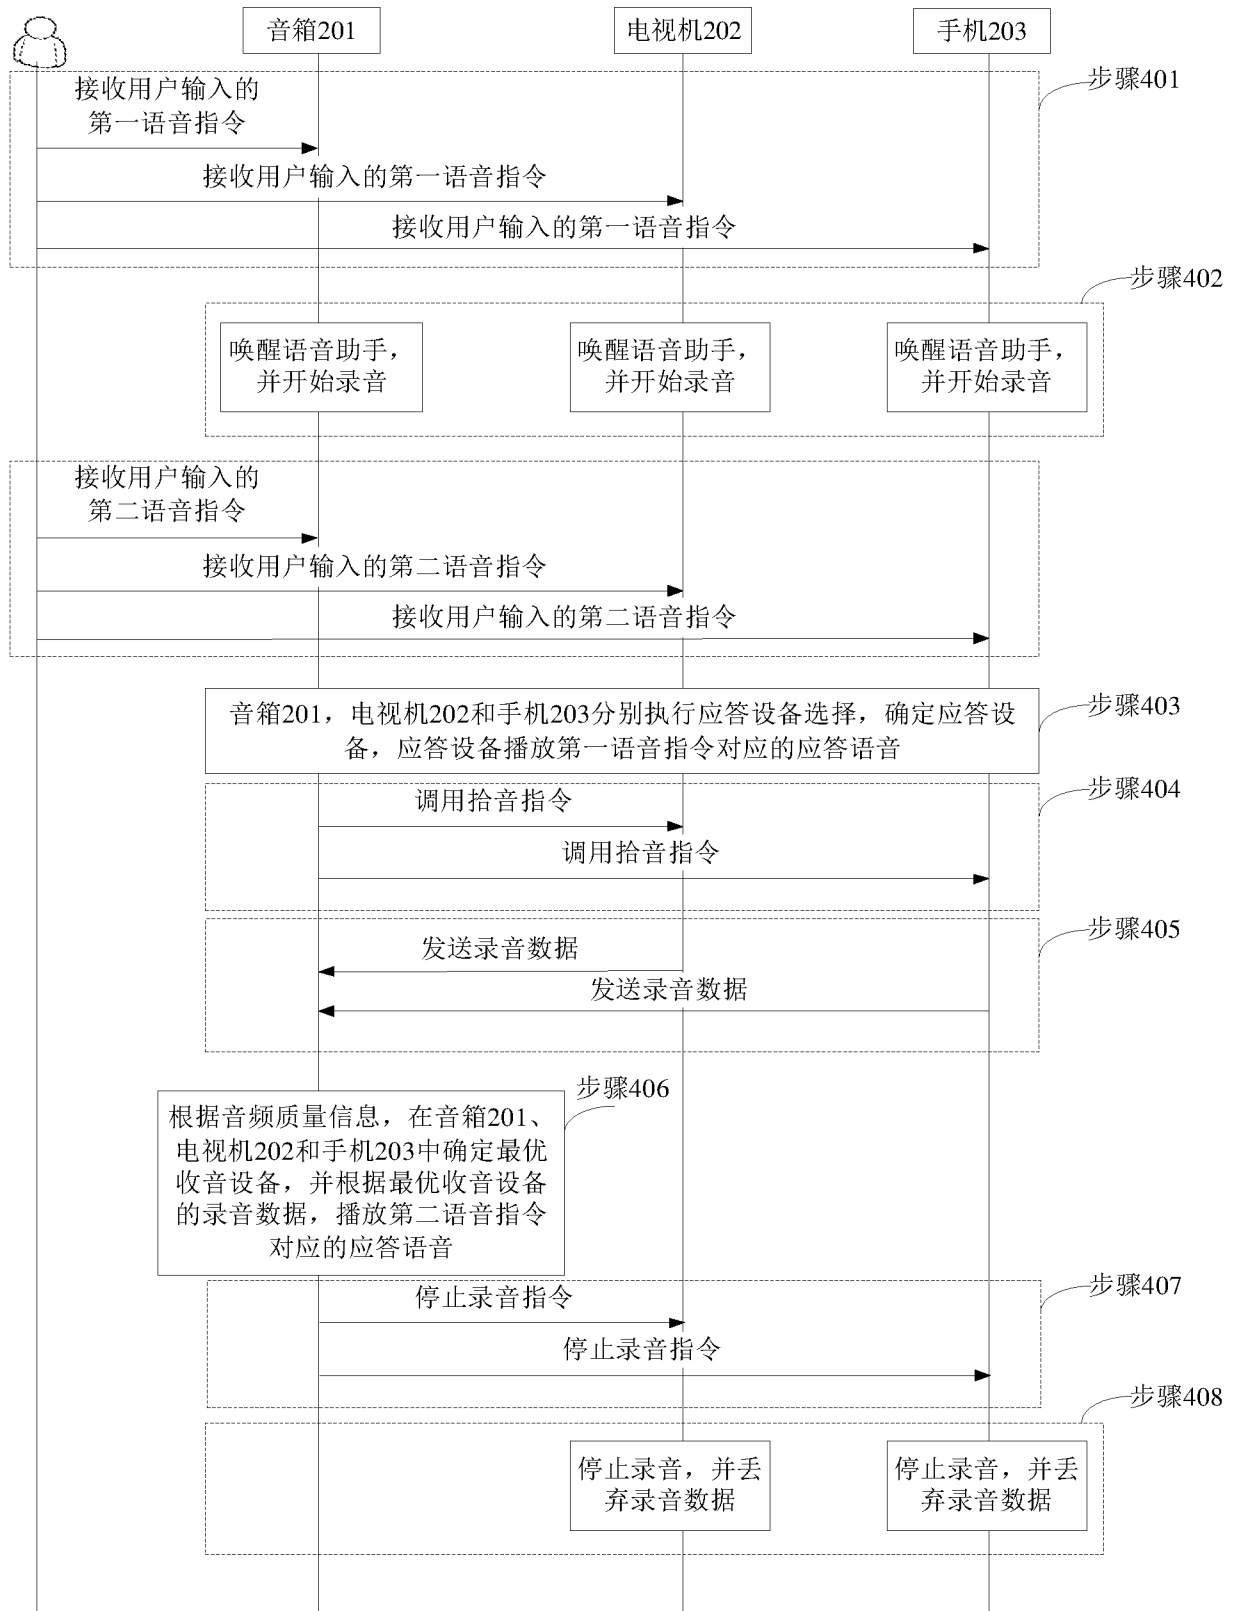 音箱201
电视机202
手机203
步骤401
接收用户输入的
第一语音指令
接收用户输入的第一语音指令
接收用户输入的第一语音指令
步骤402
唤醒语音助手，
并开始录音
唤醒语音助手，
并开始录音
唤醒语音助手，
并开始录音
接收用户输入的
第二语音指令
接收用户输入的第二语音指令
接收用户输入的第二语音指令
步骤403
音箱201，电视机202和手机203分别执行应答设备选择，确定应答设
备，应答设备播放第一语音指令对应的应答语音
步骤404
调用拾音指令
调用拾音指令
步骤405
发送录音数据
发送录音数据
步骤406
根据音频质量信息，在音箱201、
电视机202和手机203中确定最优
收音设备，并根据最优收音设备
的录音数据，播放第二语音指令
对应的应答语音
步骤407
停止录音指令
停止录音指令
步骤408
停止录音，并丢
弃录音数据
停止录音，并丢
弃录音数据